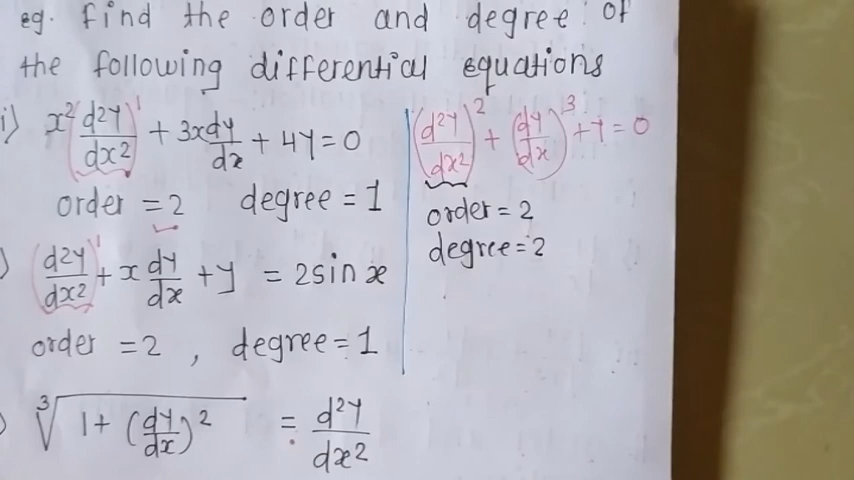 eg. find the order and degree of
the following differential equations
i) x² (d²y/dx²)¹ + 3x dy/dx + 4y = 0
order = 2 degree = 1
) (d²y/dx²)¹ + x dy/dx + y = 2 sin x
order = 2 , degree = 1
) ∛(1 + (dy/dx)²) = d²y/dx²
(d²y/dx²)² + (dy/dx)³ + y = 0
order = 2
degree = 2